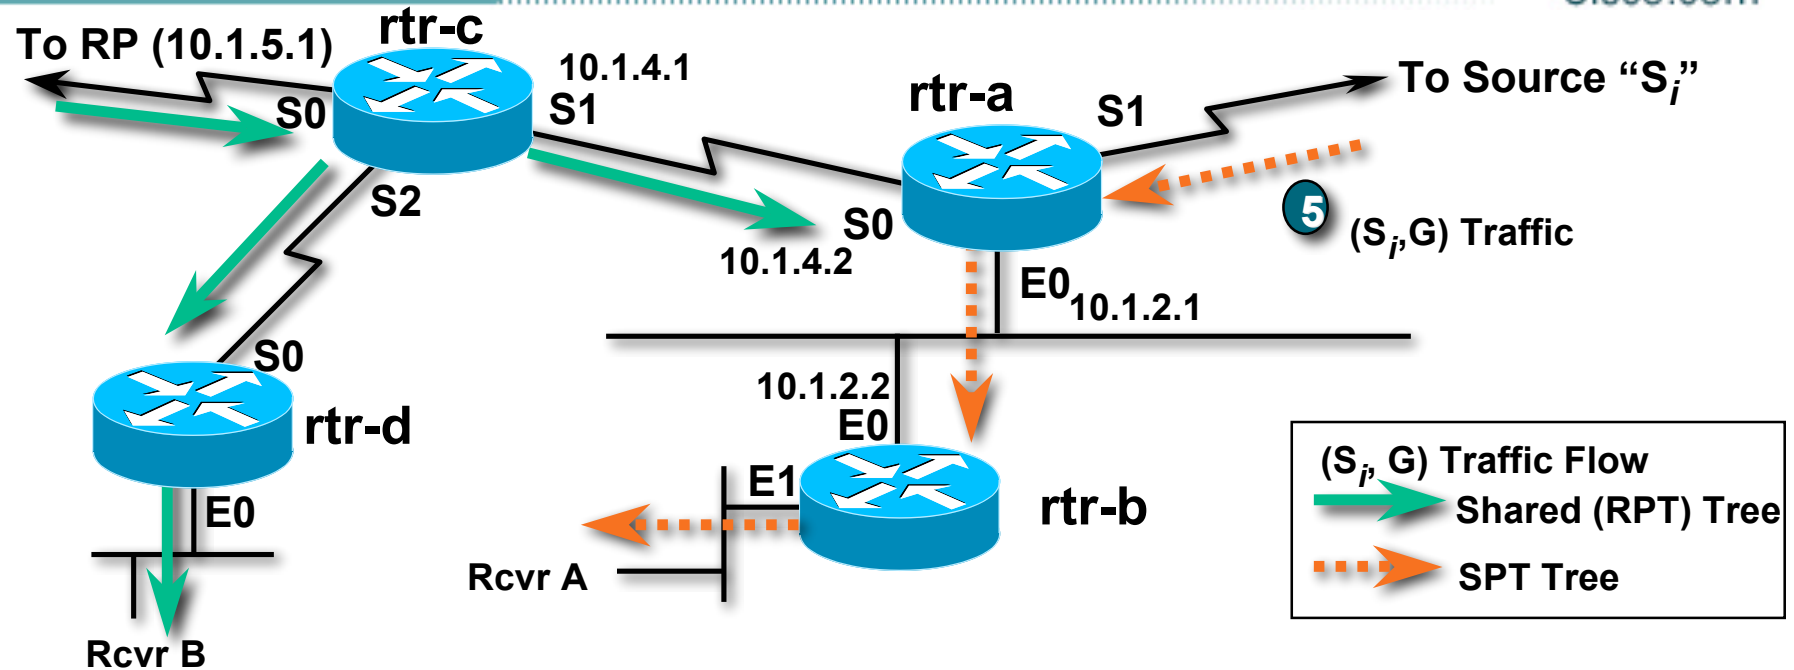 rtr-c
To RP (10.1.5.1)
10.1.4.1
S0
S1
rtr-a
S1
To Source “Si”
S2
S0
10.1.4.2
5
(Si,G) Traffic
E0
10.1.2.1
S0
10.1.2.2
E0
rtr-d
E1
rtr-b
E0
Rcvr A
Rcvr B
(Si, G) Traffic Flow
Shared (RPT) Tree
SPT Tree